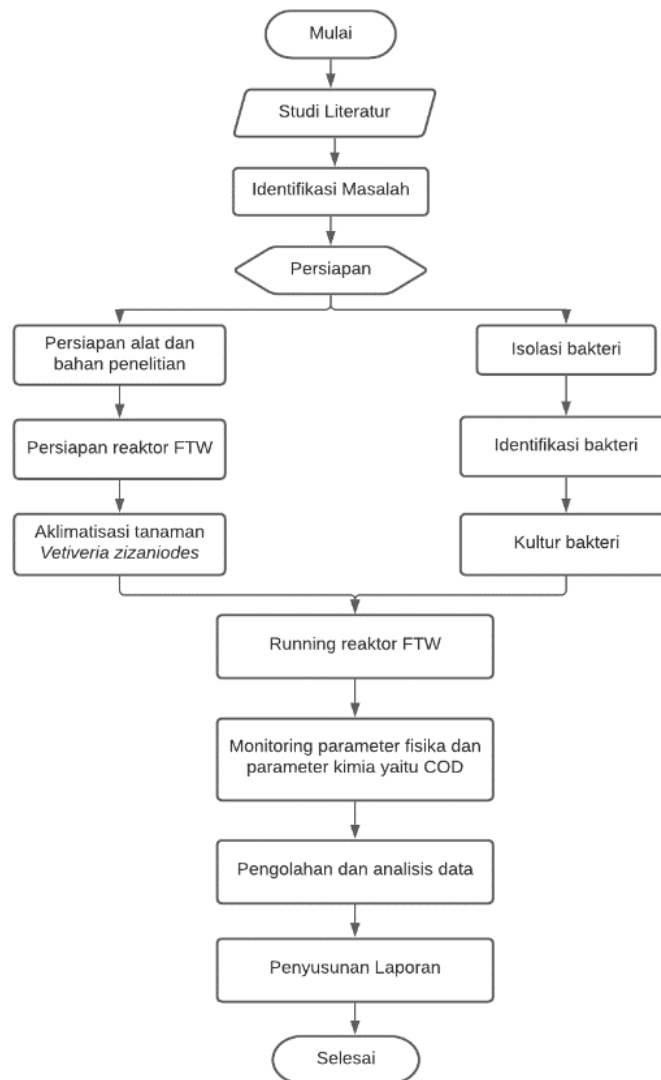 Mulai
Studi Literatur
Identifikasi Masalah
Persiapan
Persiapan alat dan
bahan penelitian
Persiapan reaktor FTW
Aklimatisasi tanaman
Vetiveria zizaniodes
Isolasi bakteri
Identifikasi bakteri
Kultur bakteri
Running reaktor FTW
Monitoring parameter fisika dan
parameter kimia yaitu COD
Pengolahan dan analisis data
Penyusunan Laporan
Selesai